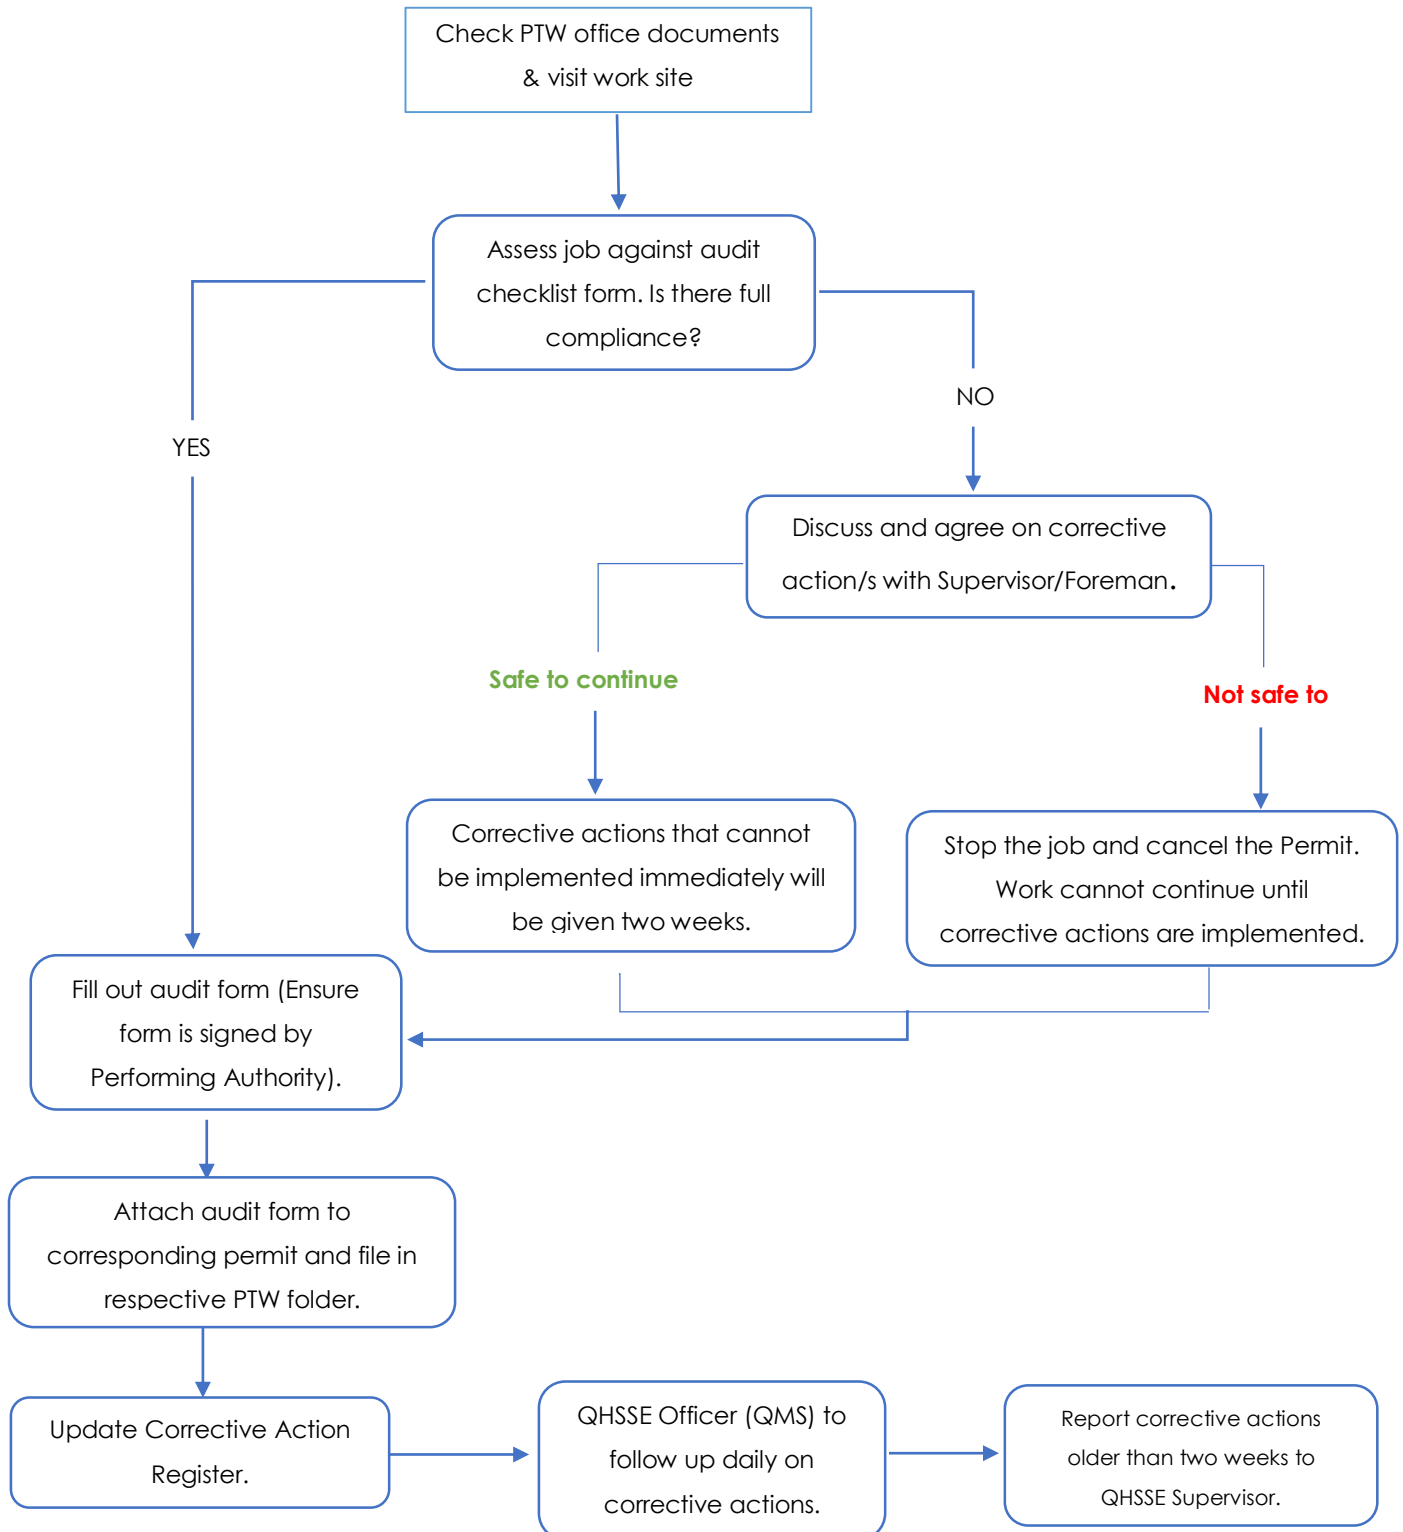 Check PTW office documents
& visit work site
Assess job against audit
checklist form. Is there full
compliance?
YES
NO
Discuss and agree on corrective
action/s with Supervisor/Foreman.
Safe to continue
Not safe to
Corrective actions that cannot
be implemented immediately will
be given two weeks.
Stop the job and cancel the Permit.
Work cannot continue until
corrective actions are implemented.
Fill out audit form (Ensure
form is signed by
Performing Authority).
Attach audit form to
corresponding permit and file in
respective PTW folder.
Update Corrective Action
Register.
QHSSE Officer (QMS) to
follow up daily on
corrective actions.
Report corrective actions
older than two weeks to
QHSSE Supervisor.